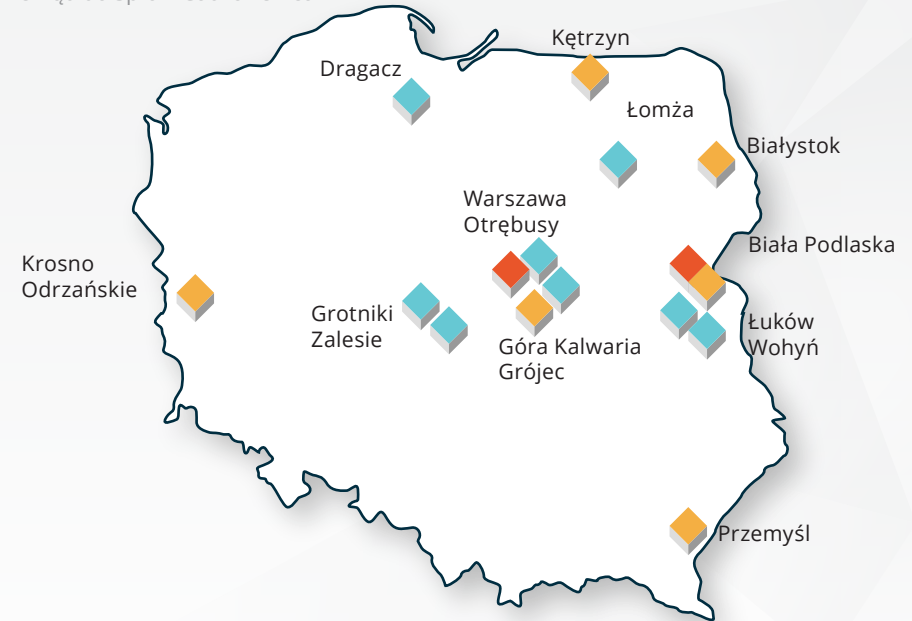 Kętrzyn
Dragacz
Łomża
Białystok
Warszawa
Otrębusy
Biała Podlaska
Krosno
Odrzańskie
Grotniki
Zalesie
Łuków
Wohyń
Góra Kalwaria
Grójec
Przemyśl